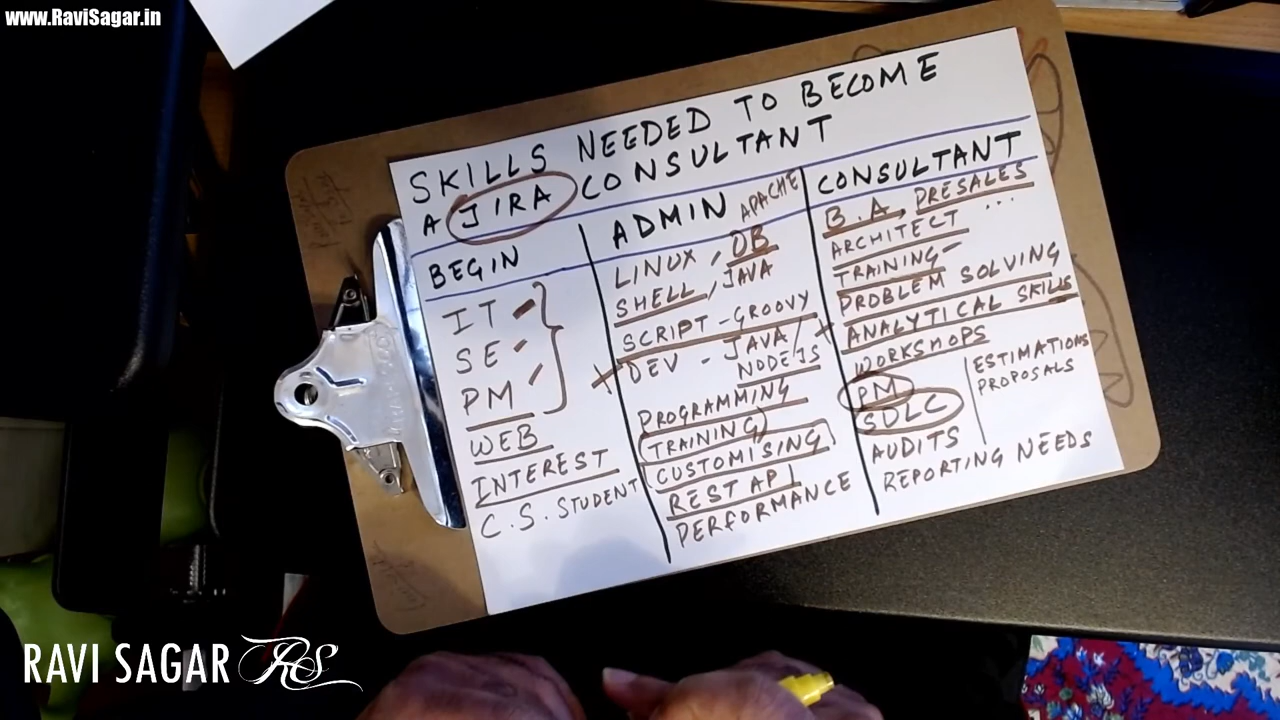 www.RaviSagar.in
SKILLS NEEDED TO BECOME
A JIRA CONSULTANT
BEGIN
IT
SE
PM
WEB
INTEREST
C.S. STUDENT
ADMIN APACHE
LINUX, DB
SHELL, JAVA
SCRIPT - GROOVY
DEV - JAVA/
NODEJS
PROGRAMMING
TRAINING
CUSTOMISING
REST API
PERFORMANCE
CONSULTANT
B.A, PRESALES
ARCHITECT ...
TRAINING
PROBLEM SOLVING
ANALYTICAL SKILLS
WORKSHOPS
PM
SDLC
AUDITS
REPORTING NEEDS
ESTIMATIONS
PROPOSALS
RAVI SAGAR RS